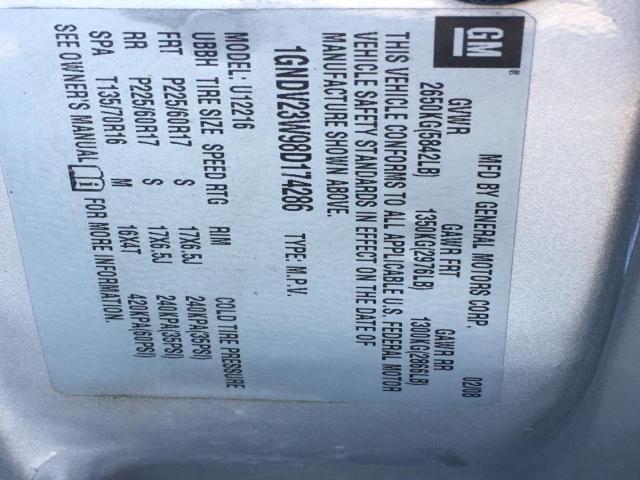 GM
MFD BY GENERAL MOTORS CORP. 02/08
GVWR GAWR FRT GAWR RR
2650KG(5842LB) 1350KG(2976LB) 1300KG(2866LB)
THIS VEHICLE CONFORMS TO ALL APPLICABLE U.S. FEDERAL MOTOR
VEHICLE SAFETY STANDARDS IN EFFECT ON THE DATE OF
MANUFACTURE SHOWN ABOVE.
1GNDV23W98D174286 TYPE: M.P.V.
MODEL: U12216
UBBH TIRE SIZE SPEED RTG RIM COLD TIRE PRESSURE
FRT P225/60R17 S 17X6.5J 240KPA(35PSI)
RR P225/60R17 S 17X6.5J 240KPA(35PSI)
SPA T135/70R16 M 16X4T 420KPA(60PSI)
SEE OWNER'S MANUAL FOR MORE INFORMATION.